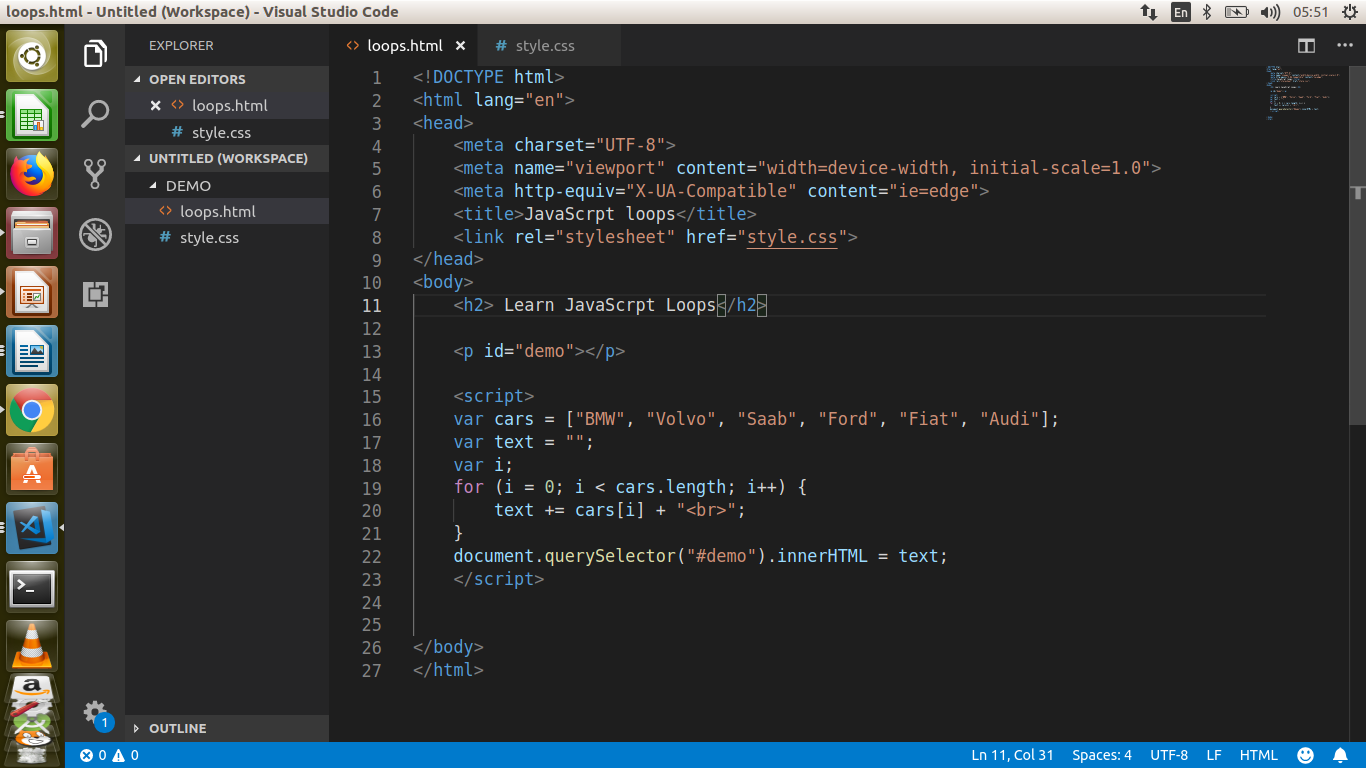 loops.html - Untitled (Workspace) - Visual Studio Code
En
05:51
EXPLORER
OPEN EDITORS
loops.html
# style.css
UNTITLED (WORKSPACE)
DEMO
<> loops.html
# style.css
OUTLINE
<> loops.html
# style.css
1 <!DOCTYPE html>
2 <html lang="en">
3 <head>
4     <meta charset="UTF-8">
5     <meta name="viewport" content="width=device-width, initial-scale=1.0">
6     <meta http-equiv="X-UA-Compatible" content="ie=edge">
7     <title>JavaScrpt loops</title>
8     <link rel="stylesheet" href="style.css">
9 </head>
10 <body>
11     <h2> Learn JavaScrpt Loops</h2>
12
13     <p id="demo"></p>
14
15     <script>
16     var cars = ["BMW", "Volvo", "Saab", "Ford", "Fiat", "Audi"];
17     var text = "";
18     var i;
19     for (i = 0; i < cars.length; i++) {
20         text += cars[i] + "<br>";
21     }
22     document.querySelector("#demo").innerHTML = text;
23     </script>
24
25
26 </body>
27 </html>
1
0 0
Ln 11, Col 31
Spaces: 4
UTF-8
LF
HTML